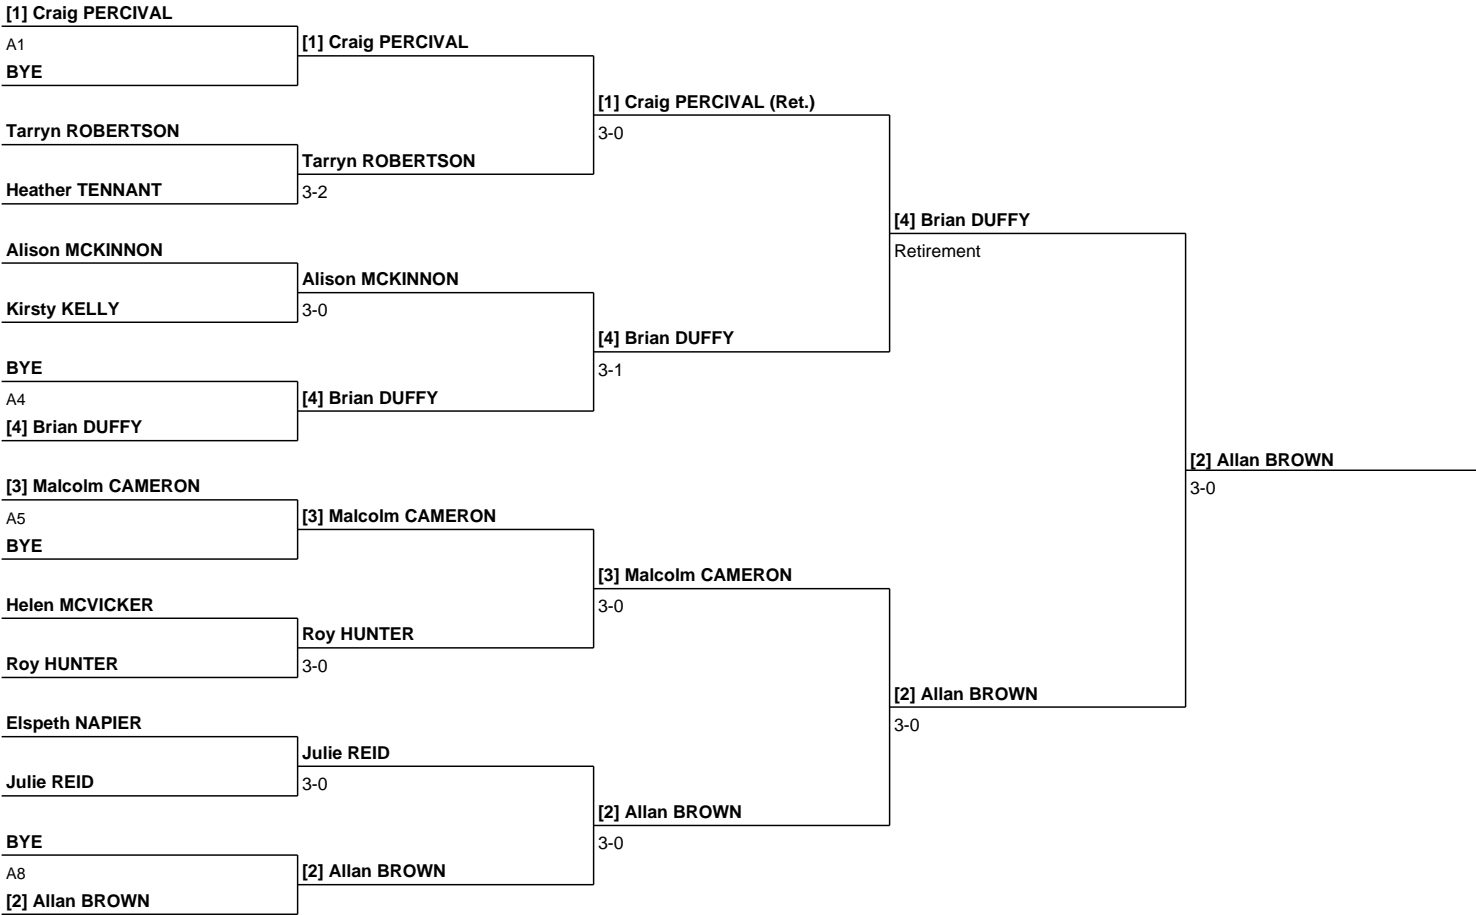 [1] Craig PERCIVAL
A1
BYE
Tarryn ROBERTSON
Heather TENNANT
Alison MCKINNON
Kirsty KELLY
BYE
A4
[4] Brian DUFFY
[3] Malcolm CAMERON
A5
BYE
Helen MCVICKER
Roy HUNTER
Elspeth NAPIER
Julie REID
BYE
A8
[2] Allan BROWN
[1] Craig PERCIVAL
Tarryn ROBERTSON
3-2
Alison MCKINNON
3-0
[4] Brian DUFFY
[3] Malcolm CAMERON
Roy HUNTER
3-0
Julie REID
3-0
[2] Allan BROWN
[1] Craig PERCIVAL (Ret.)
3-0
[4] Brian DUFFY
3-1
[3] Malcolm CAMERON
3-0
[2] Allan BROWN
3-0
[4] Brian DUFFY
Retirement
[2] Allan BROWN
3-0
[2] Allan BROWN
3-0